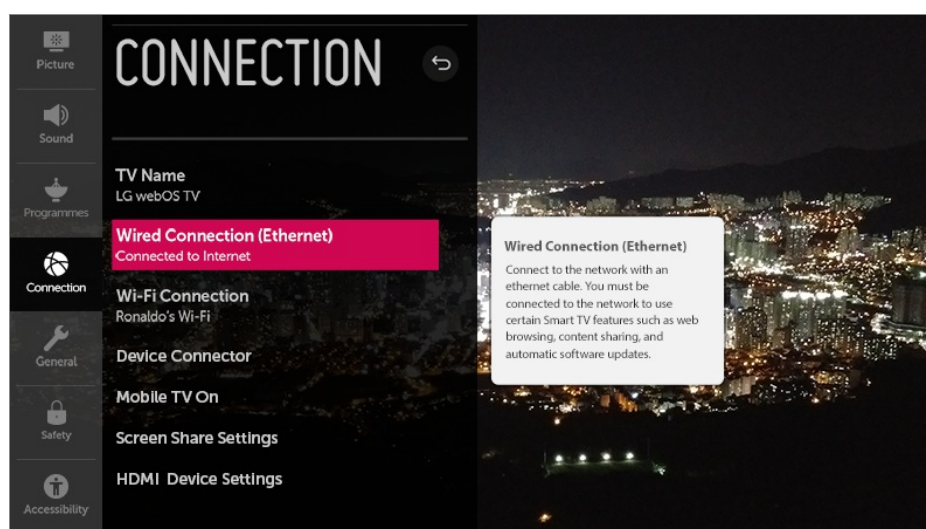 Picture
Sound
Programmes
Connection
General
Safety
Accessibility
CONNECTION
TV Name
LG webOS TV
Wired Connection (Ethernet)
Connected to Internet
Wi-Fi Connection
Ronaldo's Wi-Fi
Device Connector
Mobile TV On
Screen Share Settings
HDMI Device Settings
Wired Connection (Ethernet)
Connect to the network with an
ethernet cable. You must be
connected to the network to use
certain Smart TV features such as web
browsing, content sharing, and
automatic software updates.